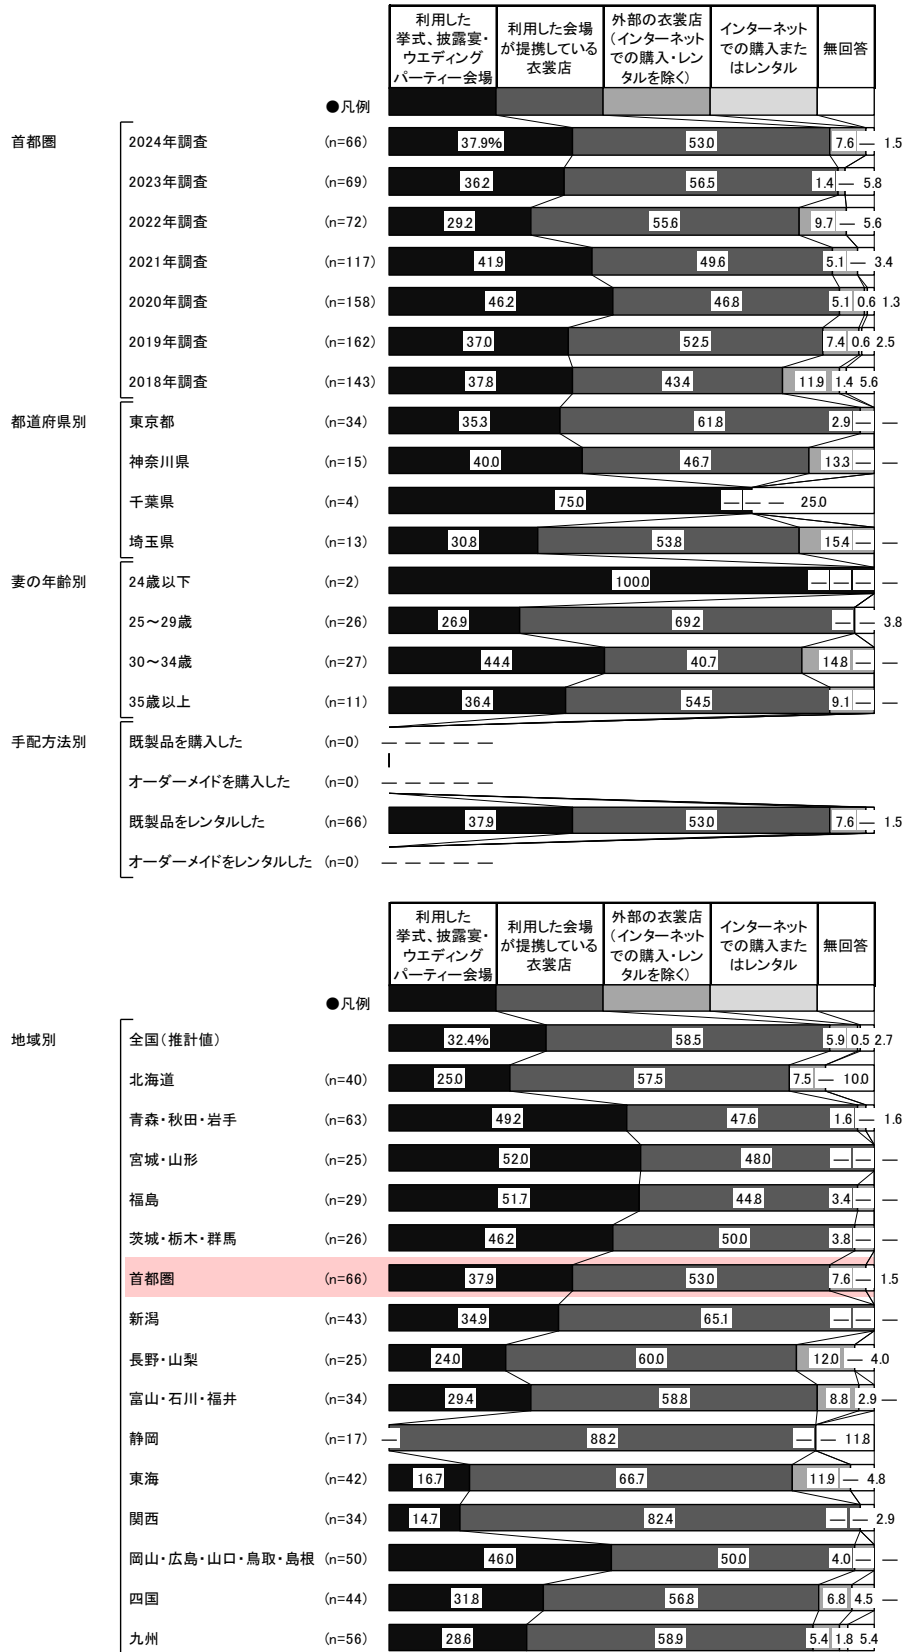 利用した
挙式、披露宴・
ウエディング
パーティー会場
利用した会場
が提携している
衣裳店
外部の衣裳店
（インターネット
での購入・レン
タルを除く）
インターネット
での購入また
はレンタル
無回答
●凡例
首都圏 2024年調査 (n=66) 37.9% 53.0 7.6 — 1.5
2023年調査 (n=69) 36.2 56.5 1.4 — 5.8
2022年調査 (n=72) 29.2 55.6 9.7 — 5.6
2021年調査 (n=117) 41.9 49.6 5.1 — 3.4
2020年調査 (n=158) 46.2 46.8 5.1 0.6 1.3
2019年調査 (n=162) 37.0 52.5 7.4 0.6 2.5
2018年調査 (n=143) 37.8 43.4 11.9 1.4 5.6
都道府県別 東京都 (n=34) 35.3 61.8 2.9 — —
神奈川県 (n=15) 40.0 46.7 13.3 — —
千葉県 (n=4) 75.0 — — 25.0
埼玉県 (n=13) 30.8 53.8 15.4 — —
妻の年齢別 24歳以下 (n=2) 100.0 — — — —
25～29歳 (n=26) 26.9 69.2 — — 3.8
30～34歳 (n=27) 44.4 40.7 14.8 — —
35歳以上 (n=11) 36.4 54.5 9.1 — —
手配方法別 既製品を購入した (n=0) — — — — —
オーダーメイドを購入した (n=0) — — — — —
既製品をレンタルした (n=66) 37.9 53.0 7.6 — 1.5
オーダーメイドをレンタルした (n=0) — — — — —
利用した
挙式、披露宴・
ウエディング
パーティー会場
利用した会場
が提携している
衣裳店
外部の衣裳店
（インターネット
での購入・レン
タルを除く）
インターネット
での購入また
はレンタル
無回答
●凡例
地域別 全国（推計値） 32.4% 58.5 5.9 0.5 2.7
北海道 (n=40) 25.0 57.5 7.5 — 10.0
青森・秋田・岩手 (n=63) 49.2 47.6 1.6 — 1.6
宮城・山形 (n=25) 52.0 48.0 — — —
福島 (n=29) 51.7 44.8 3.4 — —
茨城・栃木・群馬 (n=26) 46.2 50.0 3.8 — —
首都圏 (n=66) 37.9 53.0 7.6 — 1.5
新潟 (n=43) 34.9 65.1 — — —
長野・山梨 (n=25) 24.0 60.0 12.0 — 4.0
富山・石川・福井 (n=34) 29.4 58.8 8.8 2.9 —
静岡 (n=17) — 88.2 — — 11.8
東海 (n=42) 16.7 66.7 11.9 — 4.8
関西 (n=34) 14.7 82.4 — — 2.9
岡山・広島・山口・鳥取・島根 (n=50) 46.0 50.0 4.0 — —
四国 (n=44) 31.8 56.8 6.8 4.5 —
九州 (n=56) 28.6 58.9 5.4 1.8 5.4